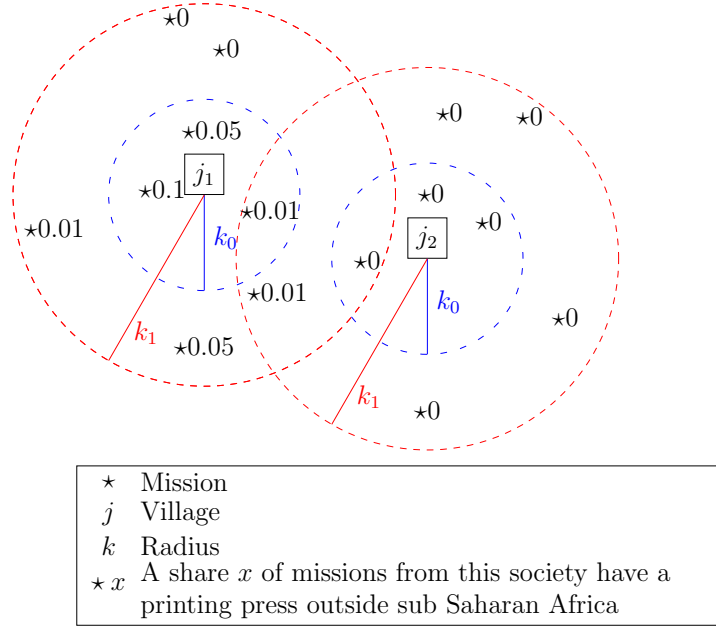 ⋆0
⋆0
⋆0
⋆0
⋆0.05
j₁
⋆0.1
⋆0
⋆0.01
⋆0
⋆0.01
k₀
j₂
⋆0
⋆0.01
k₀
⋆0
k₁
⋆0.05
k₁
⋆0
⋆ Mission
j Village
k Radius
⋆ x A share x of missions from this society have a
printing press outside sub Saharan Africa